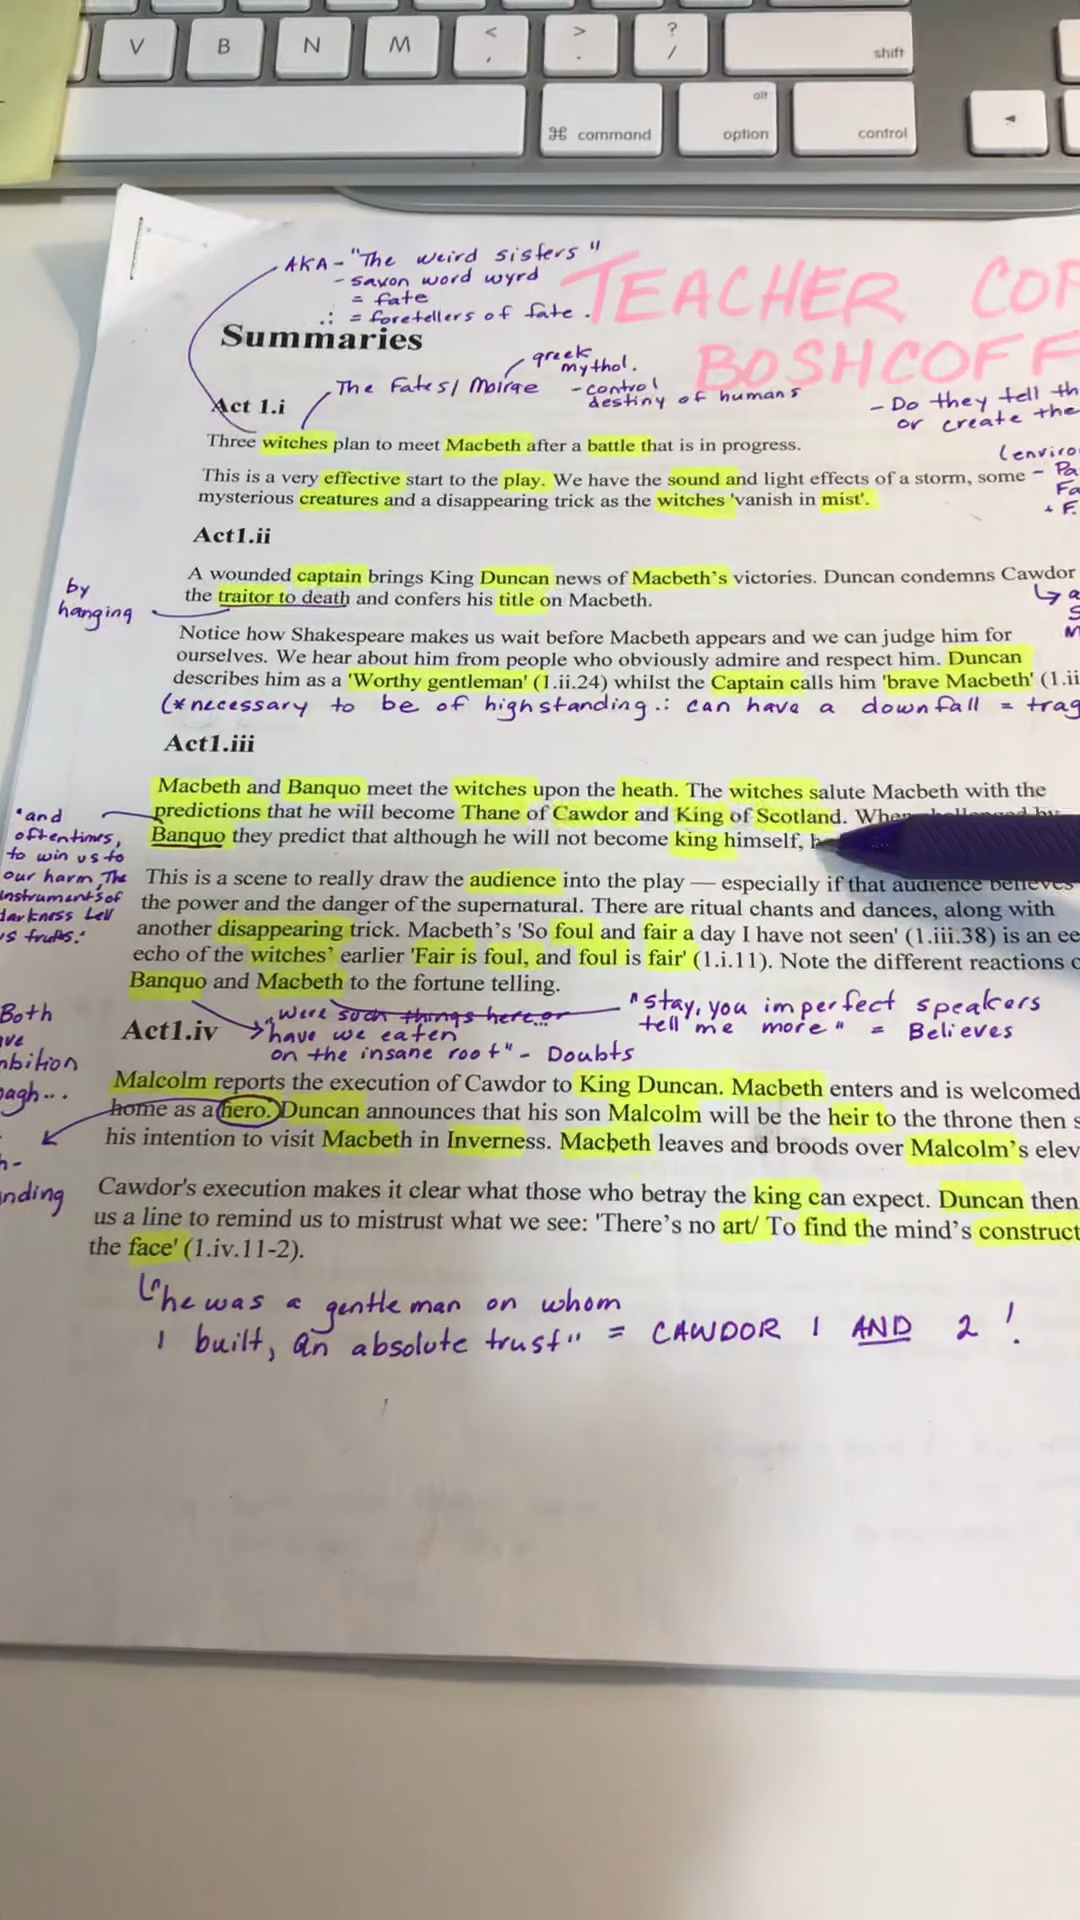 V B N M < , > . ? / shift
⌘ command alt option control ◄
AKA - "The weird sisters"
- saxon word wyrd
= fate
∴ = foretellers of fate.
TEACHER COP
BOSHCOFF
Summaries
greek mythol.
The Fates/ Moirae - control
destiny of humans
- Do they tell th
or create the
Act 1.i
Three witches plan to meet Macbeth after a battle that is in progress.
(enviro
This is a very effective start to the play. We have the sound and light effects of a storm, some
- Pa
Fa
+ F.
mysterious creatures and a disappearing trick as the witches 'vanish in mist'.
Act1.ii
A wounded captain brings King Duncan news of Macbeth's victories. Duncan condemns Cawdor
the traitor to death and confers his title on Macbeth.
by
hanging
↳ a
S
M
Notice how Shakespeare makes us wait before Macbeth appears and we can judge him for
ourselves. We hear about him from people who obviously admire and respect him. Duncan
describes him as a 'Worthy gentleman' (1.ii.24) whilst the Captain calls him 'brave Macbeth' (1.ii
(*necessary to be of highstanding ∴ can have a downfall = trag
Act1.iii
Macbeth and Banquo meet the witches upon the heath. The witches salute Macbeth with the
predictions that he will become Thane of Cawdor and King of Scotland. When challenged by
Banquo they predict that although he will not become king himself, h
"and
oftentimes,
to win us to
our harm, The
instruments of
darkness tell
us truths."
This is a scene to really draw the audience into the play — especially if that audience believes
the power and the danger of the supernatural. There are ritual chants and dances, along with
another disappearing trick. Macbeth's 'So foul and fair a day I have not seen' (1.iii.38) is an ee
echo of the witches' earlier 'Fair is foul, and foul is fair' (1.i.11). Note the different reactions o
Banquo and Macbeth to the fortune telling.
"were such things here or
have we eaten
on the insane root" - Doubts
"stay, you imperfect speakers
tell me more" = Believes
Act1.iv
Both
ve
mbition
Malcolm reports the execution of Cawdor to King Duncan. Macbeth enters and is welcomed
home as a hero. Duncan announces that his son Malcolm will be the heir to the throne then s
his intention to visit Macbeth in Inverness. Macbeth leaves and broods over Malcolm's elev
h-
nding
Cawdor's execution makes it clear what those who betray the king can expect. Duncan then
us a line to remind us to mistrust what we see: 'There's no art/ To find the mind's construct
the face' (1.iv.11-2).
↳ "he was a gentleman on whom
I built, an absolute trust" = CAWDOR 1 AND 2!